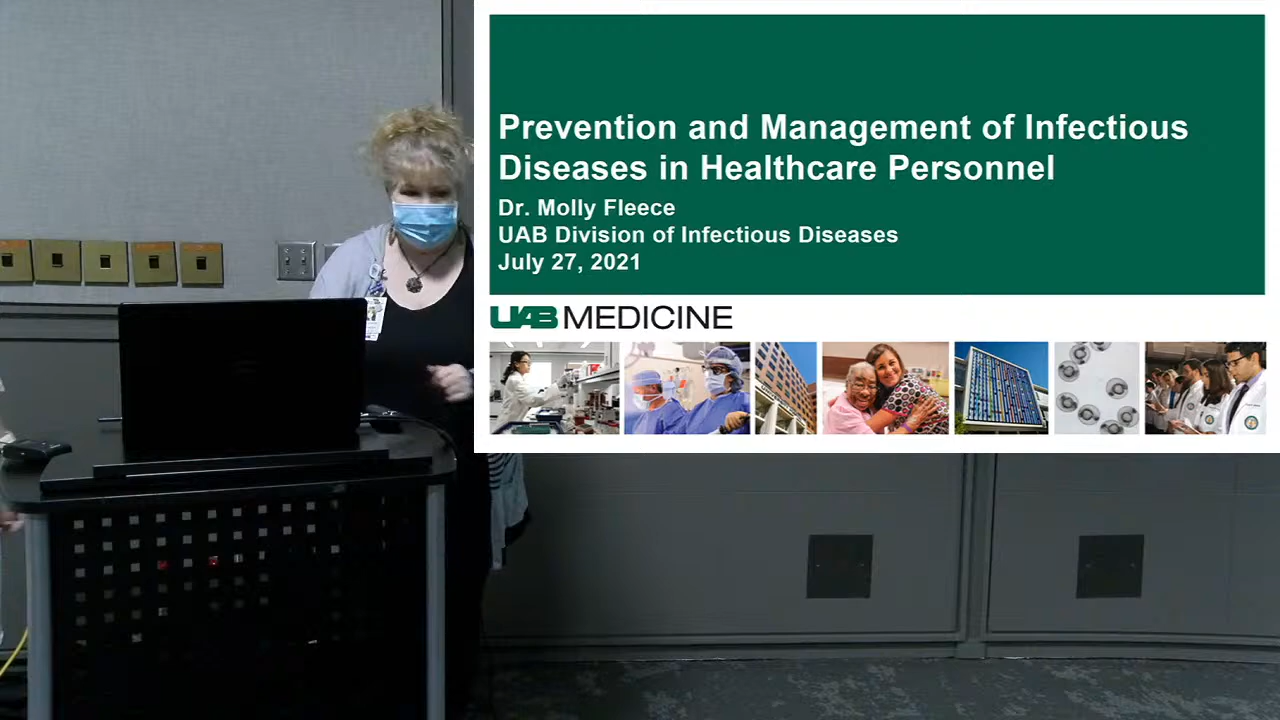 Prevention and Management of Infectious
Diseases in Healthcare Personnel
Dr. Molly Fleece
UAB Division of Infectious Diseases
July 27, 2021
UAB MEDICINE